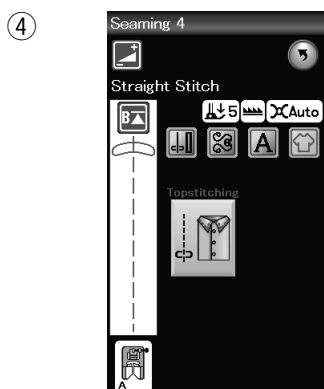 ④
Seaming 4
Straight Stitch
5 Auto
B A
Topstitching
A